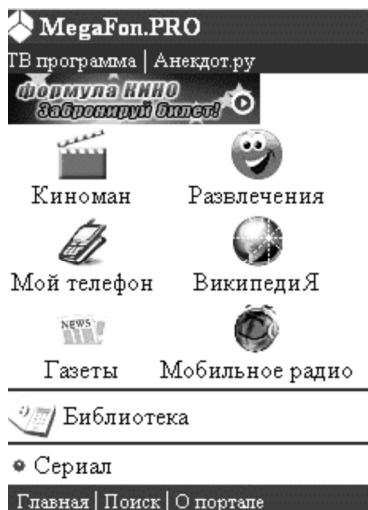 MegaFon.PRO
ТВ программа | Анекдот.ру
формула КИНО
Забронируй билет!
Киноман Развлечения
Мой телефон ВикипедиЯ
NEWS
Газеты Мобильное радио
Библиотека
Сериал
Главная | Поиск | О портале